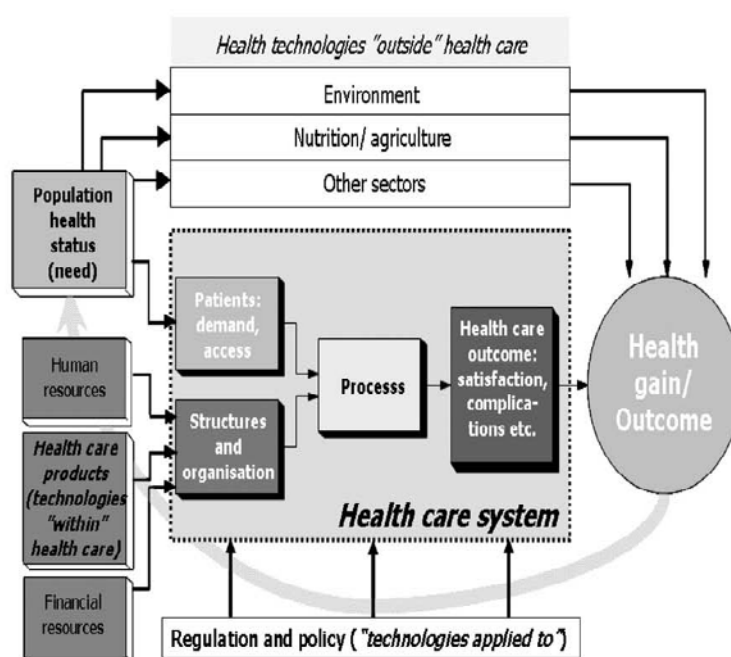 Health technologies "outside" health care
Environment
Nutrition/ agriculture
Other sectors
Population
health
status
(need)
Patients:
demand,
access
Human
resources
Structures
and
organisation
Health care
products
(technologies
"within"
health care)
Financial
resources
Processs
Health care
outcome:
satisfaction,
complica-
tions etc.
Health
gain/
Outcome
Health care system
Regulation and policy ("technologies applied to")